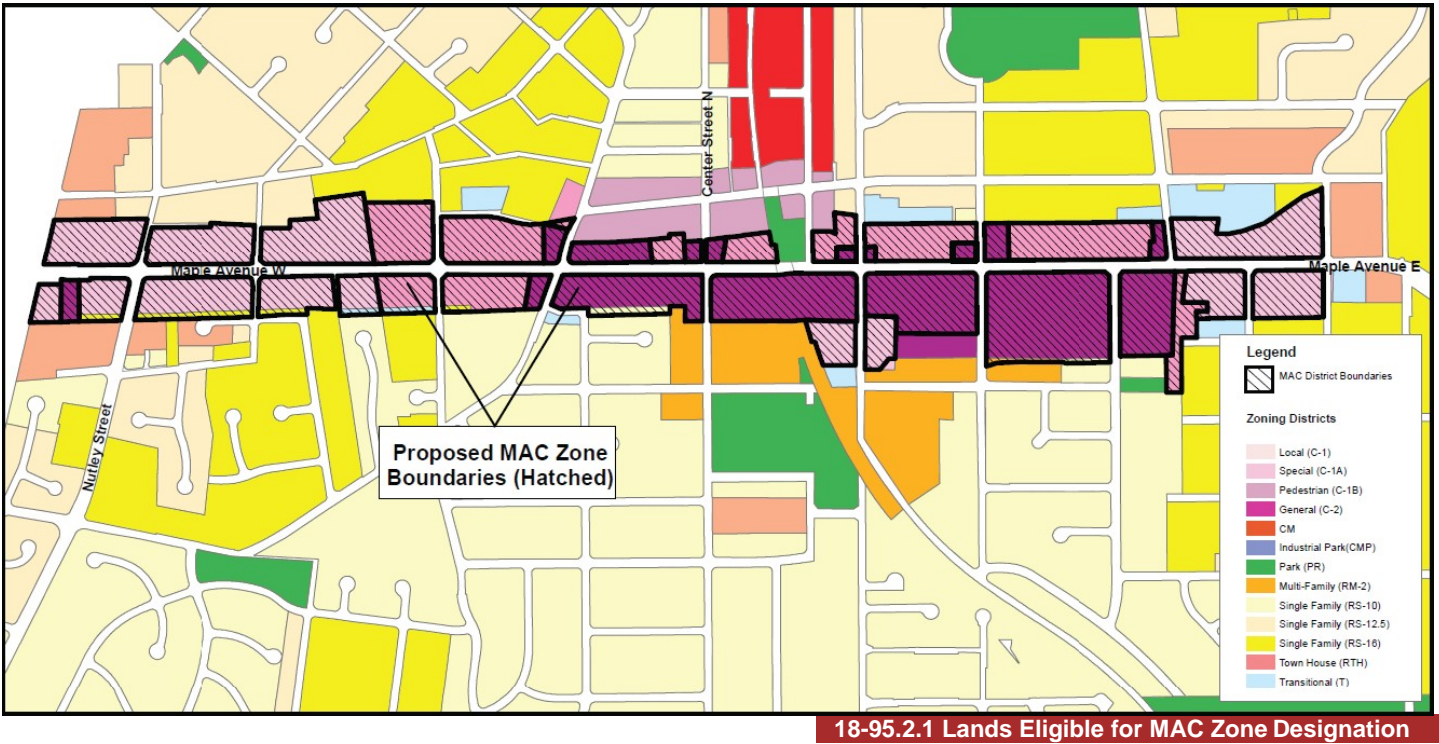 Center Street N
Maple Avenue W
Maple Avenue E
Nutley Street
Proposed MAC Zone
Boundaries (Hatched)
Legend
MAC District Boundaries
Zoning Districts
Local (C-1)
Special (C-1A)
Pedestrian (C-1B)
General (C-2)
CM
Industrial Park(CMP)
Park (PR)
Multi-Family (RM-2)
Single Family (RS-10)
Single Family (RS-12.5)
Single Family (RS-16)
Town House (RTH)
Transitional (T)
18-95.2.1 Lands Eligible for MAC Zone Designation